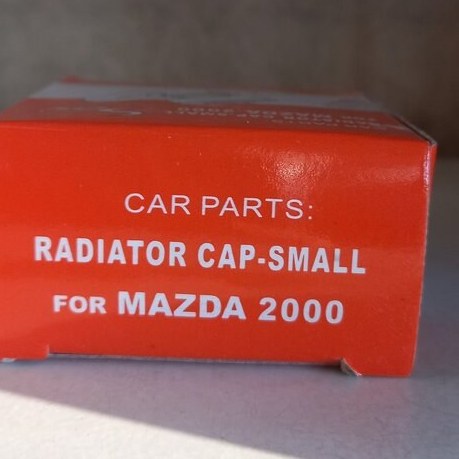 CAR PARTS:
RADIATOR CAP-SMALL
FOR MAZDA 2000